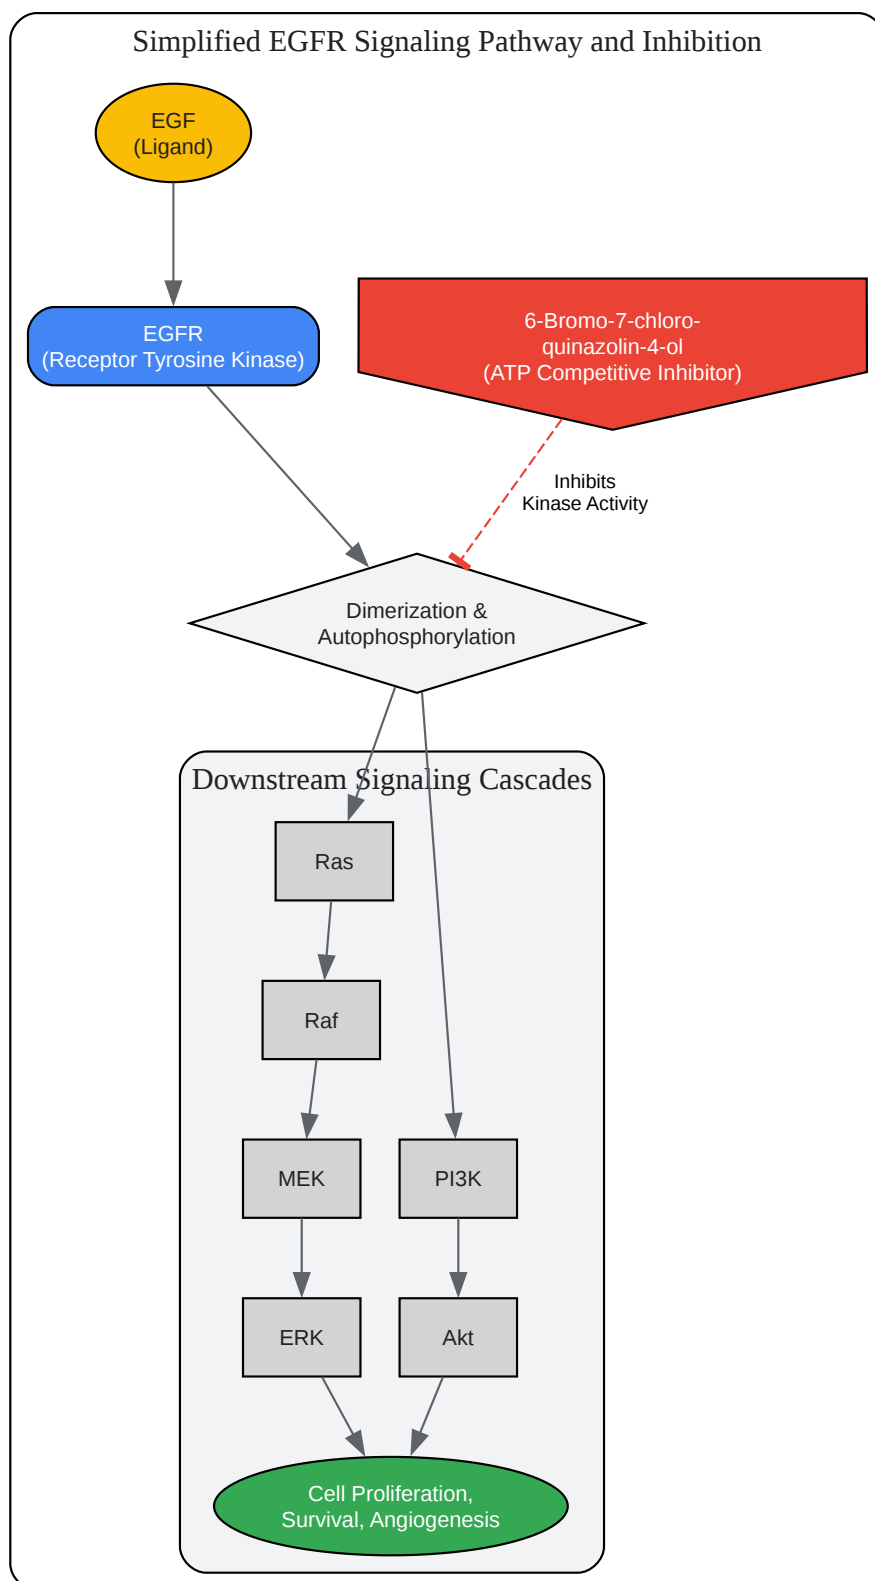 Simplified EGFR Signaling Pathway and Inhibition
EGF
(Ligand)
EGFR
(Receptor Tyrosine Kinase)
6-Bromo-7-chloro-
quinazolin-4-ol
(ATP Competitive Inhibitor)
Inhibits
Kinase Activity
Dimerization &
Autophosphorylation
Downstream Signaling Cascades
Ras
Raf
MEK
PI3K
ERK
Akt
Cell Proliferation,
Survival, Angiogenesis